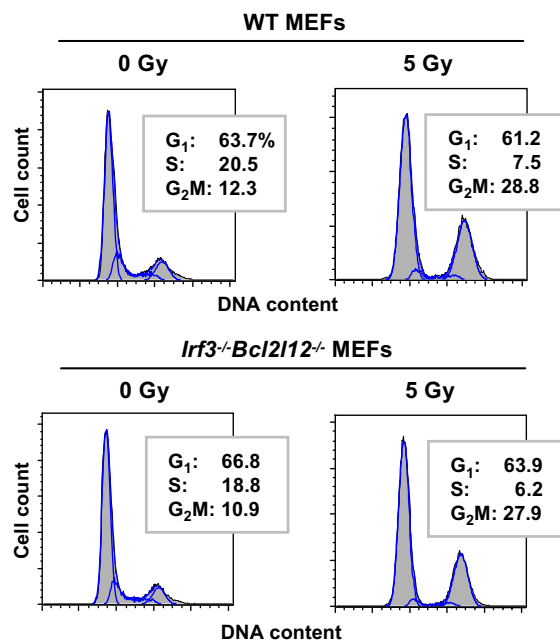 WT MEFs
0 Gy 5 Gy
Cell count
G₁: 63.7%
S: 20.5
G₂M: 12.3
61.2
7.5
28.8
G₁:
S:
G₂M:
DNA content
Irf3⁻/⁻Bcl2l12⁻/⁻ MEFs
0 Gy 5 Gy
Cell count
G₁: 66.8
S: 18.8
G₂M: 10.9
G₁: 63.9
S: 6.2
G₂M: 27.9
DNA content